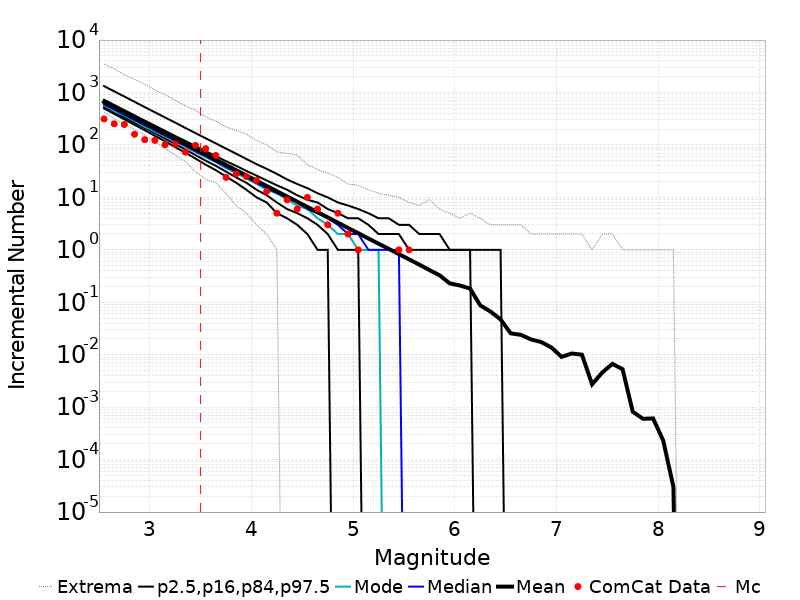 10^4
10^3
10^2
10^1
10^0
10^-1
10^-2
10^-3
10^-4
10^-5
Incremental Number
3 4 5 6 7 8 9
Magnitude
Extrema p2.5,p16,p84,p97.5 Mode Median Mean ComCat Data Mc